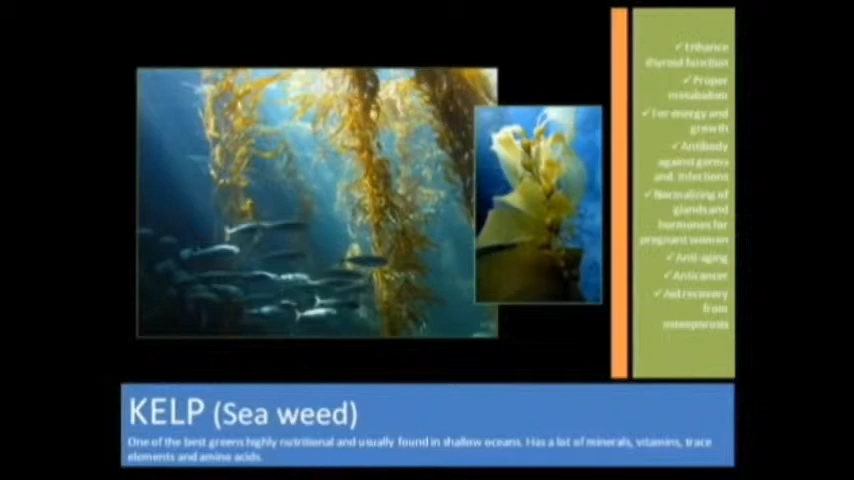 ✓Enhance
thyroid function
✓Proper
metabolism
✓For energy and
growth
✓Antibody
against germs
and infections
✓Normalizing of
glands and
hormones for
pregnant women
✓Anti-aging
✓Anticancer
✓Aid recovery
from
osteoporosis
KELP (Sea weed)
One of the best greens highly nutritional and usually found in shallow oceans. Has a lot of minerals, vitamins, trace
elements and amino acids.